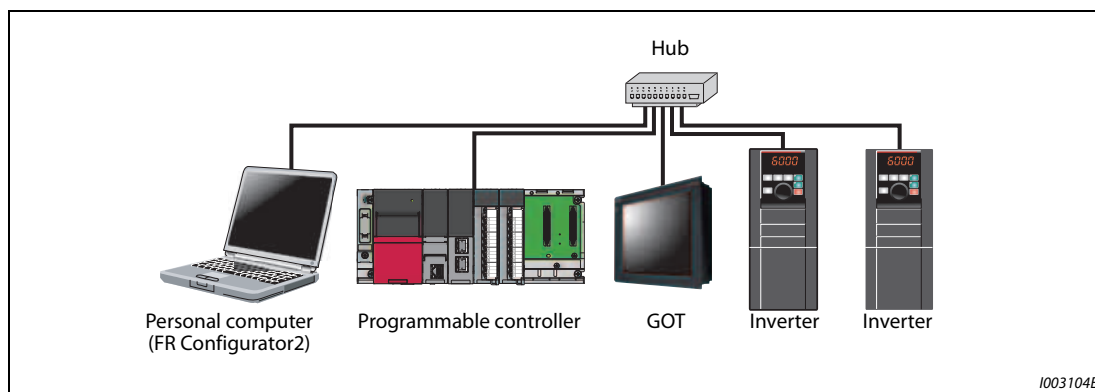 Hub
6000
6000
Personal computer
(FR Configurator2)
Programmable controller
GOT
Inverter
Inverter
I003104E